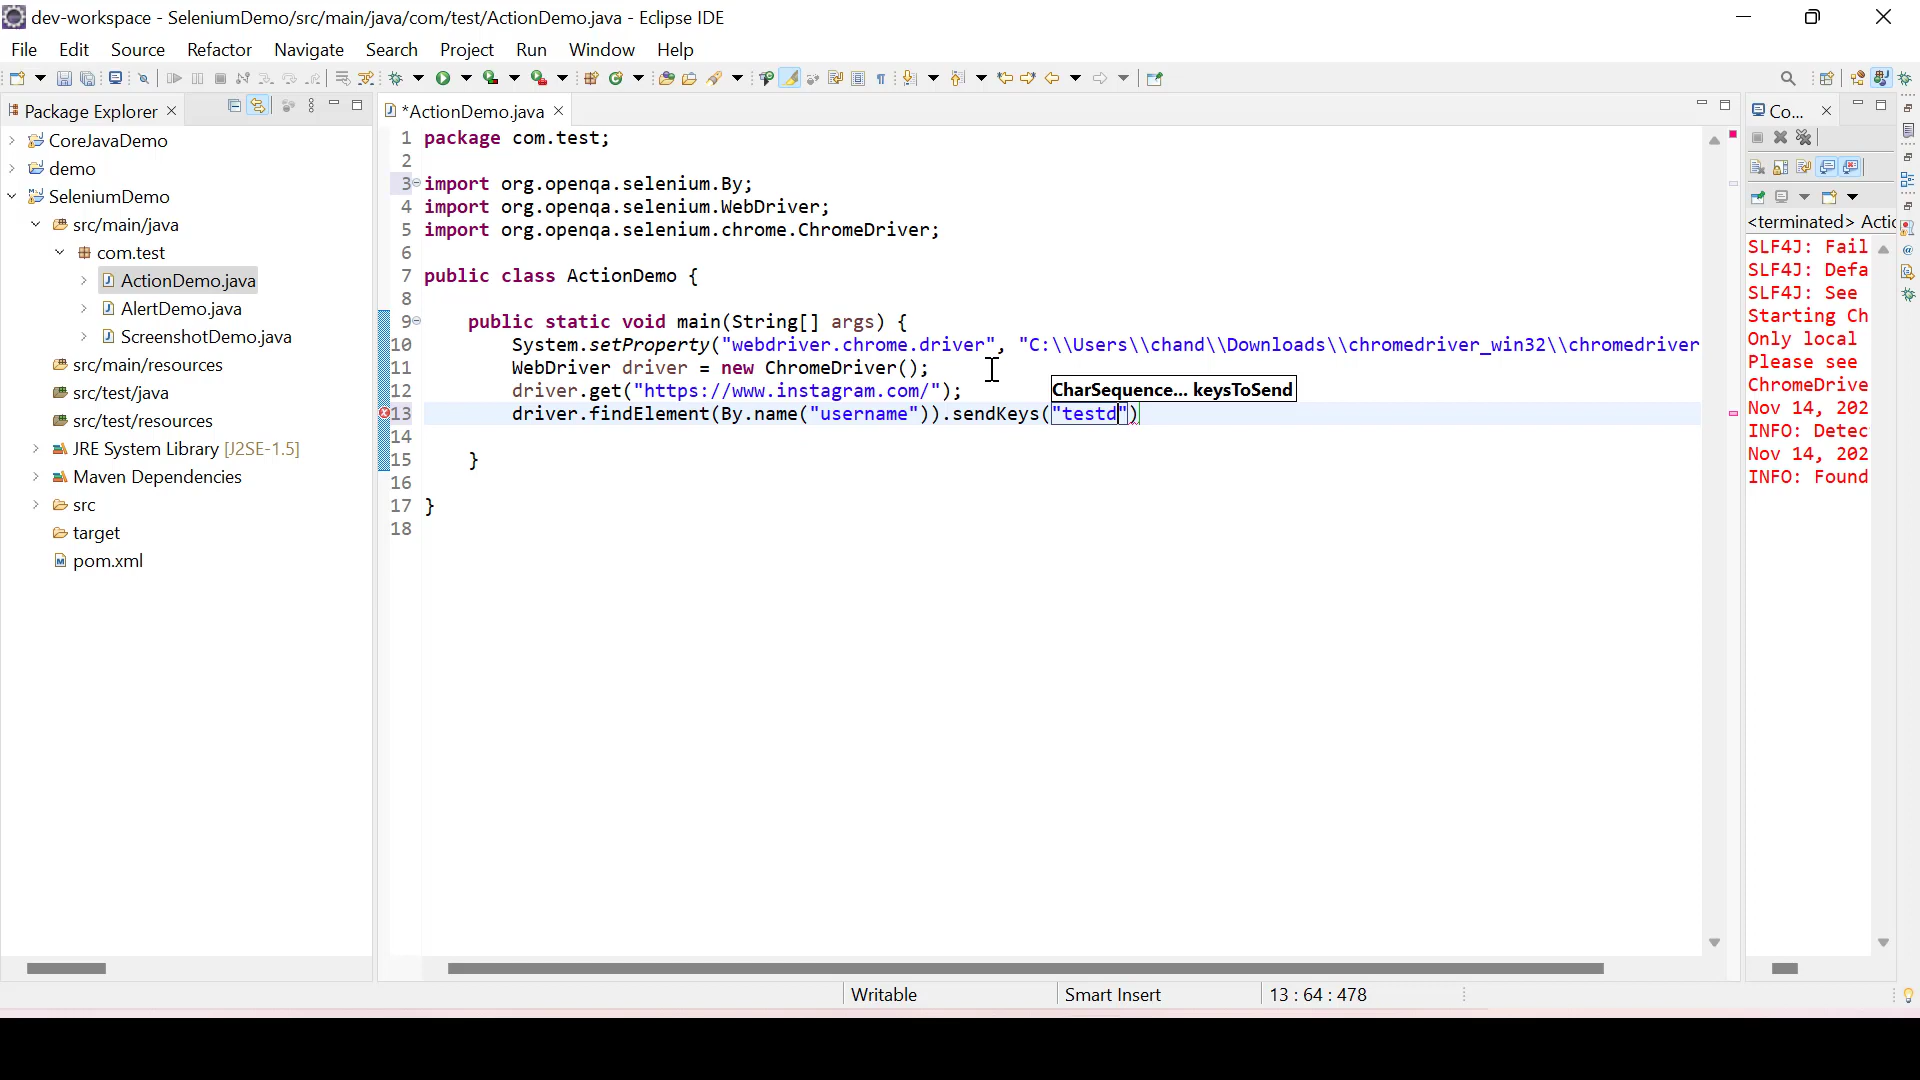 dev-workspace - SeleniumDemo/src/main/java/com/test/ActionDemo.java - Eclipse IDE
File Edit Source Refactor Navigate Search Project Run Window Help
Package Explorer
CoreJavaDemo
demo
SeleniumDemo
src/main/java
com.test
ActionDemo.java
AlertDemo.java
ScreenshotDemo.java
src/main/resources
src/test/java
src/test/resources
JRE System Library [J2SE-1.5]
Maven Dependencies
src
target
pom.xml
*ActionDemo.java
1 package com.test;
2
3 import org.openqa.selenium.By;
4 import org.openqa.selenium.WebDriver;
5 import org.openqa.selenium.chrome.ChromeDriver;
6
7 public class ActionDemo {
8
9 public static void main(String[] args) {
10 System.setProperty("webdriver.chrome.driver", "C:\\Users\\chand\\Downloads\\chromedriver_win32\\chromedriver
11 WebDriver driver = new ChromeDriver();
12 driver.get("https://www.instagram.com/");
CharSequence... keysToSend
13 driver.findElement(By.name("username")).sendKeys("testd")
14
15 }
16
17 }
18
Co...
<terminated> Actic
SLF4J: Fail
SLF4J: Defa
SLF4J: See
Starting Ch
Only local
Please see
ChromeDrive
Nov 14, 202
INFO: Detec
Nov 14, 202
INFO: Found
Writable Smart Insert 13 : 64 : 478